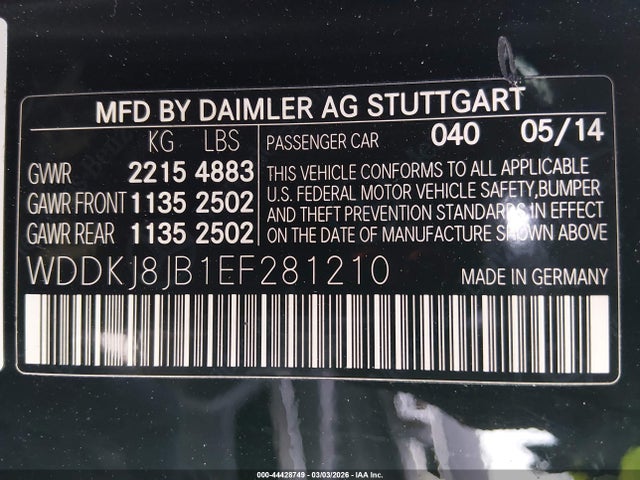 MFD BY DAIMLER AG STUTTGART
KG LBS PASSENGER CAR 040 05/14
GVWR 2215 4883
GAWR FRONT 1135 2502
GAWR REAR 1135 2502
THIS VEHICLE CONFORMS TO ALL APPLICABLE
U.S. FEDERAL MOTOR VEHICLE SAFETY,BUMPER
AND THEFT PREVENTION STANDARDS IN EFFECT
ON THE DATE OF MANUFACTURE SHOWN ABOVE
WDDKJ8JB1EF281210 MADE IN GERMANY
000-44428749 | 03/03/2026 | IAA Inc.